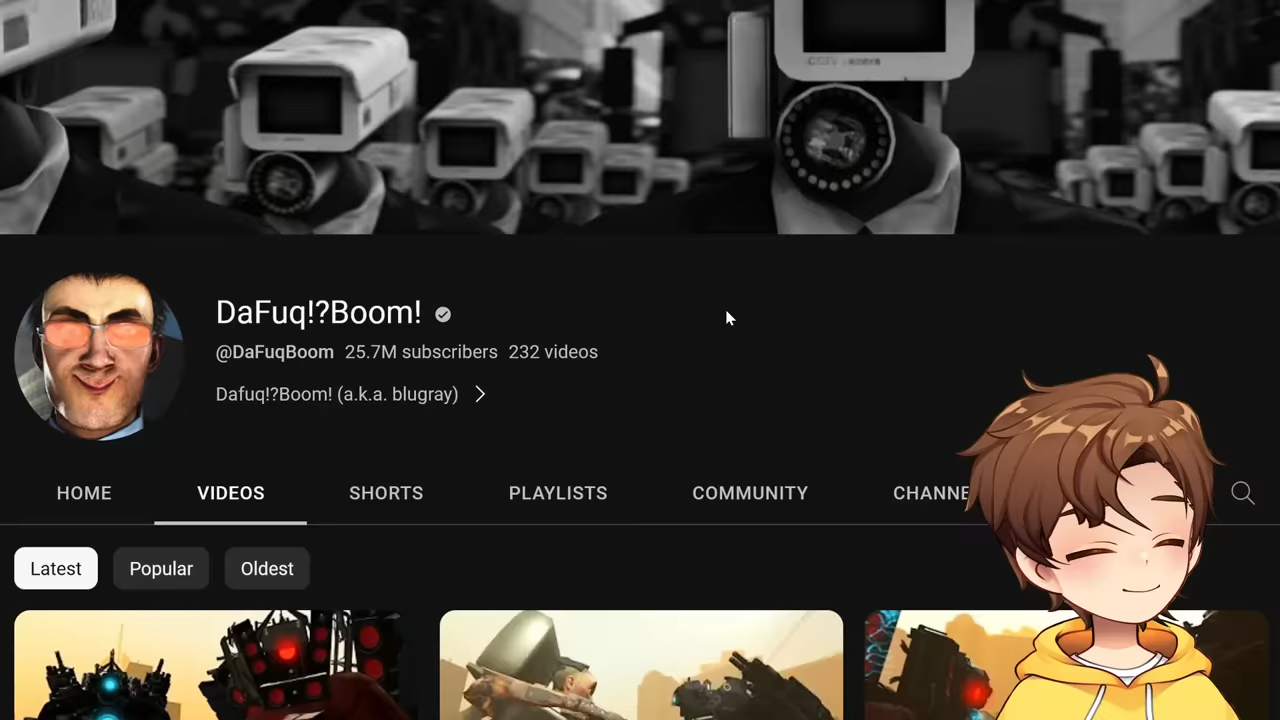 DaFuq!?Boom!
@DaFuqBoom 25.7M subscribers 232 videos
Dafuq!?Boom! (a.k.a. blugray)
HOME VIDEOS SHORTS PLAYLISTS COMMUNITY CHANNE
Latest Popular Oldest